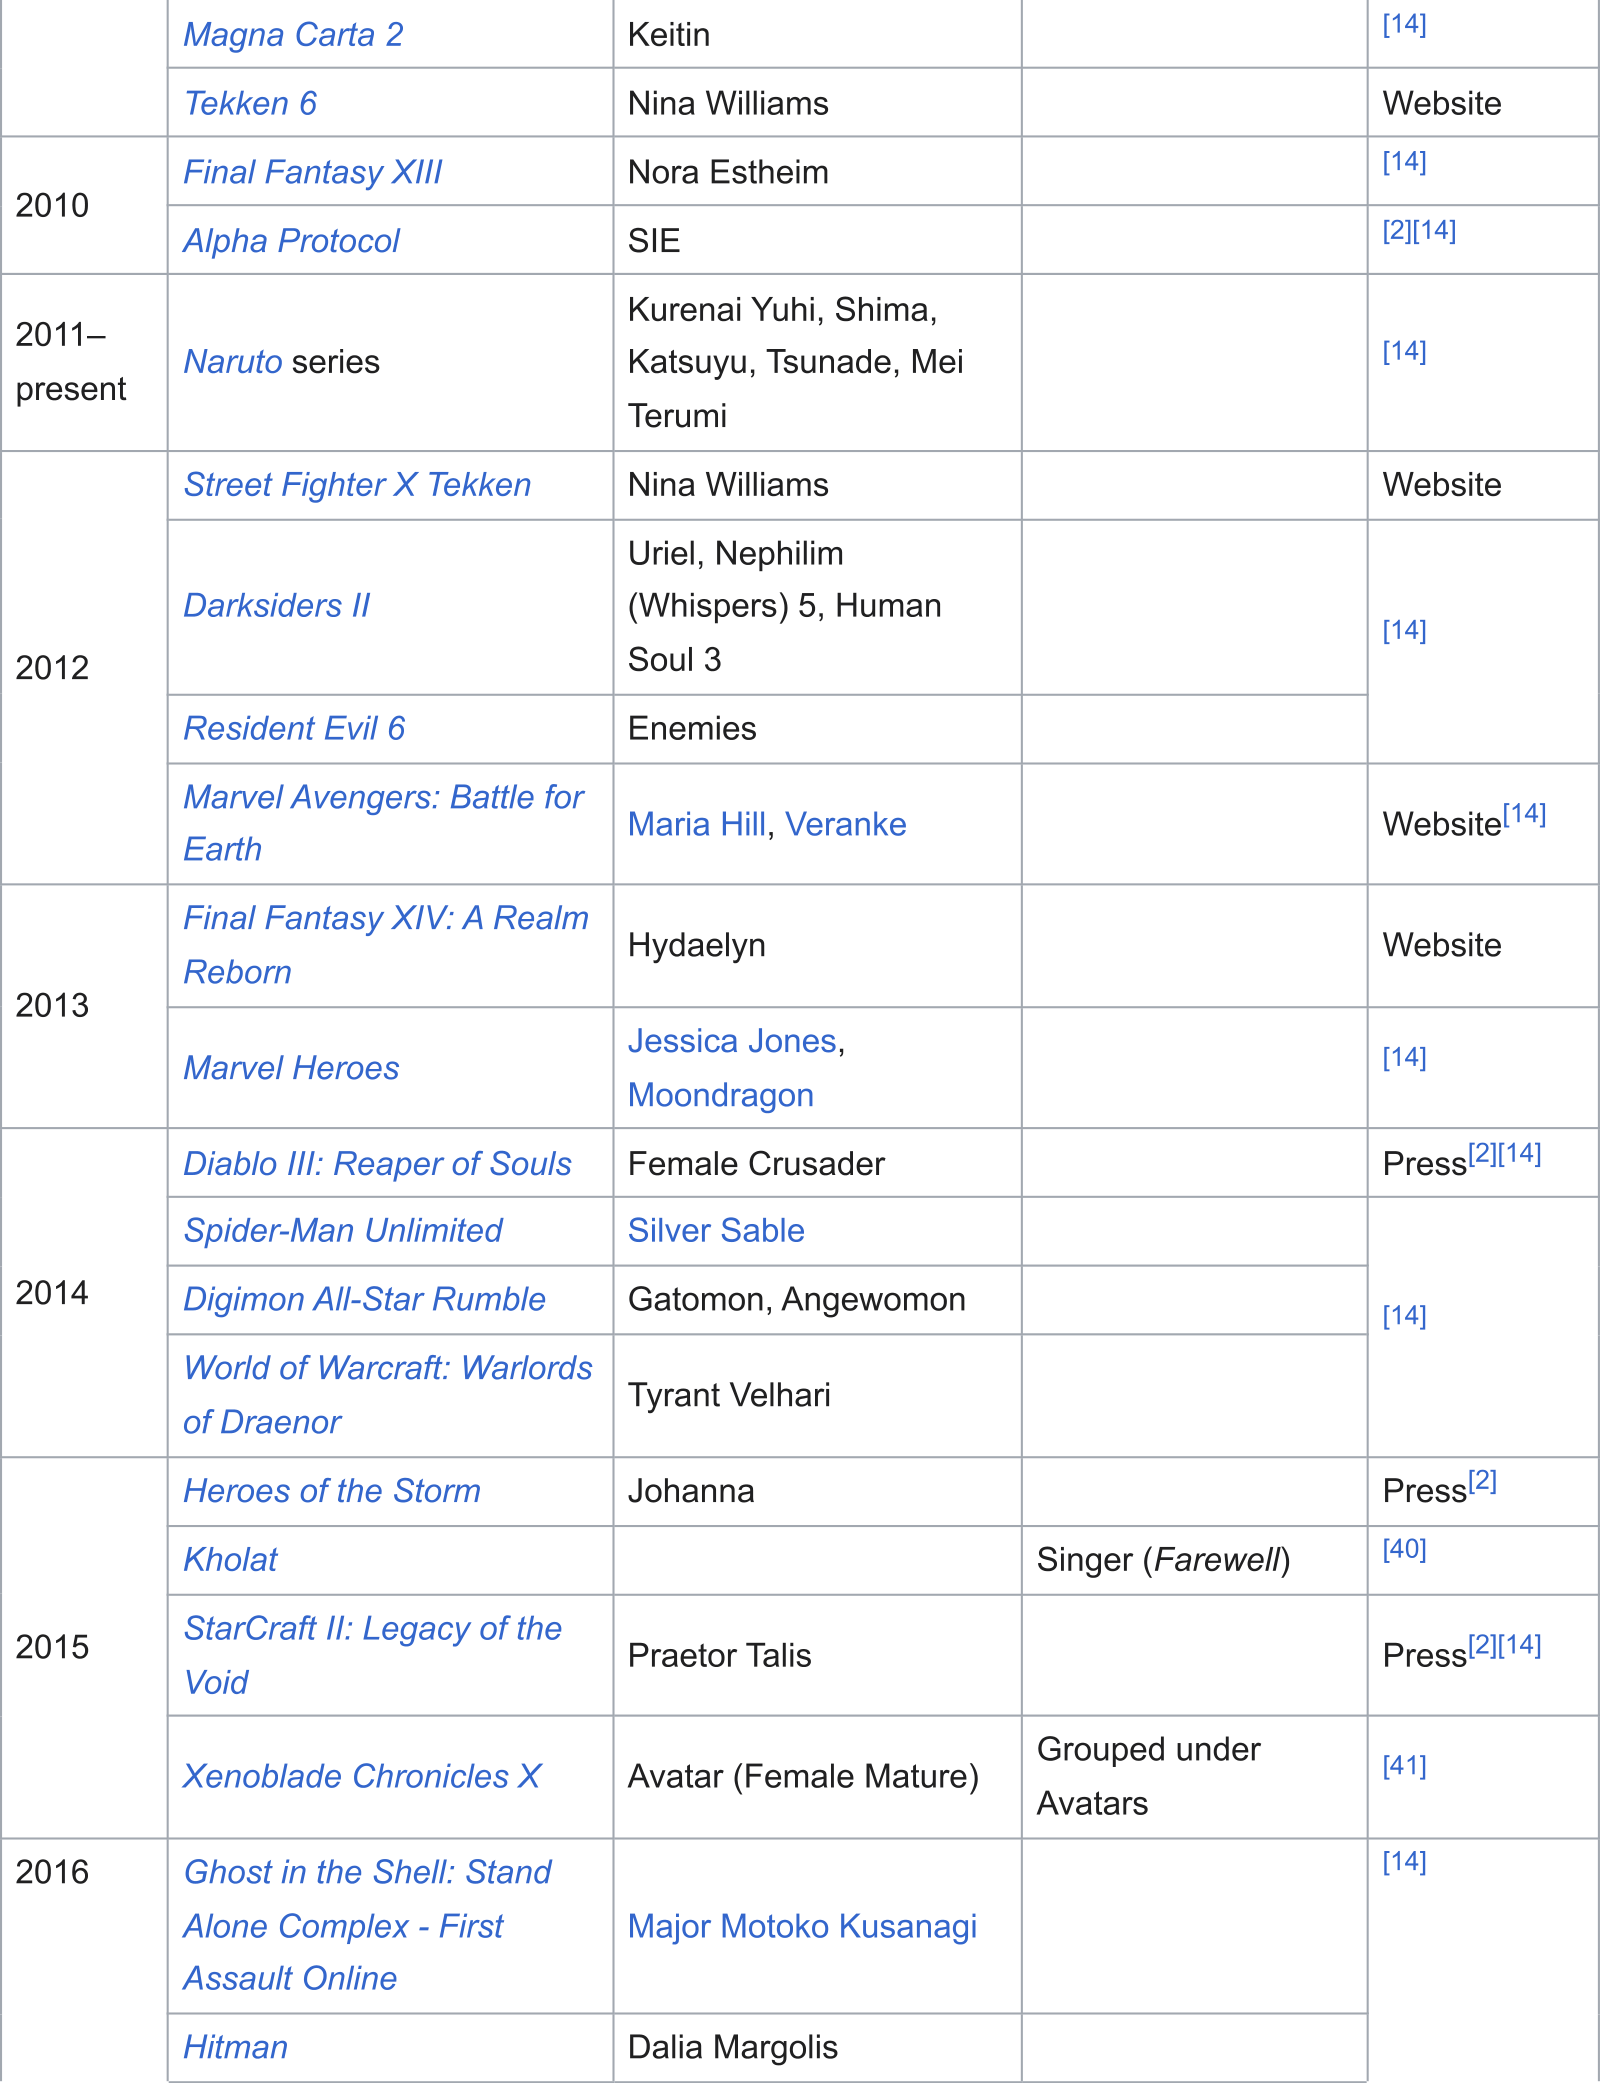 Magna Carta 2 Keitin [14]
Tekken 6 Nina Williams Website
2010
Final Fantasy XIII Nora Estheim [14]
Alpha Protocol SIE [2][14]
2011–
present
Naruto series
Kurenai Yuhi, Shima,
Katsuyu, Tsunade, Mei
Terumi
[14]
2012
Street Fighter X Tekken Nina Williams Website
Darksiders II
Uriel, Nephilim
(Whispers) 5, Human
Soul 3
[14]
Resident Evil 6 Enemies
Marvel Avengers: Battle for
Earth
Maria Hill, Veranke
Website[14]
2013
Final Fantasy XIV: A Realm
Reborn
Hydaelyn
Website
Marvel Heroes
Jessica Jones,
Moondragon
[14]
2014
Diablo III: Reaper of Souls Female Crusader Press[2][14]
Spider-Man Unlimited Silver Sable
[14]
Digimon All-Star Rumble Gatomon, Angewomon
World of Warcraft: Warlords
of Draenor
Tyrant Velhari
2015
Heroes of the Storm Johanna Press[2]
Kholat Singer (Farewell) [40]
StarCraft II: Legacy of the
Void
Praetor Talis
Press[2][14]
Xenoblade Chronicles X Avatar (Female Mature)
Grouped under
Avatars
[41]
2016
Ghost in the Shell: Stand
Alone Complex - First
Assault Online
Major Motoko Kusanagi
[14]
Hitman Dalia Margolis